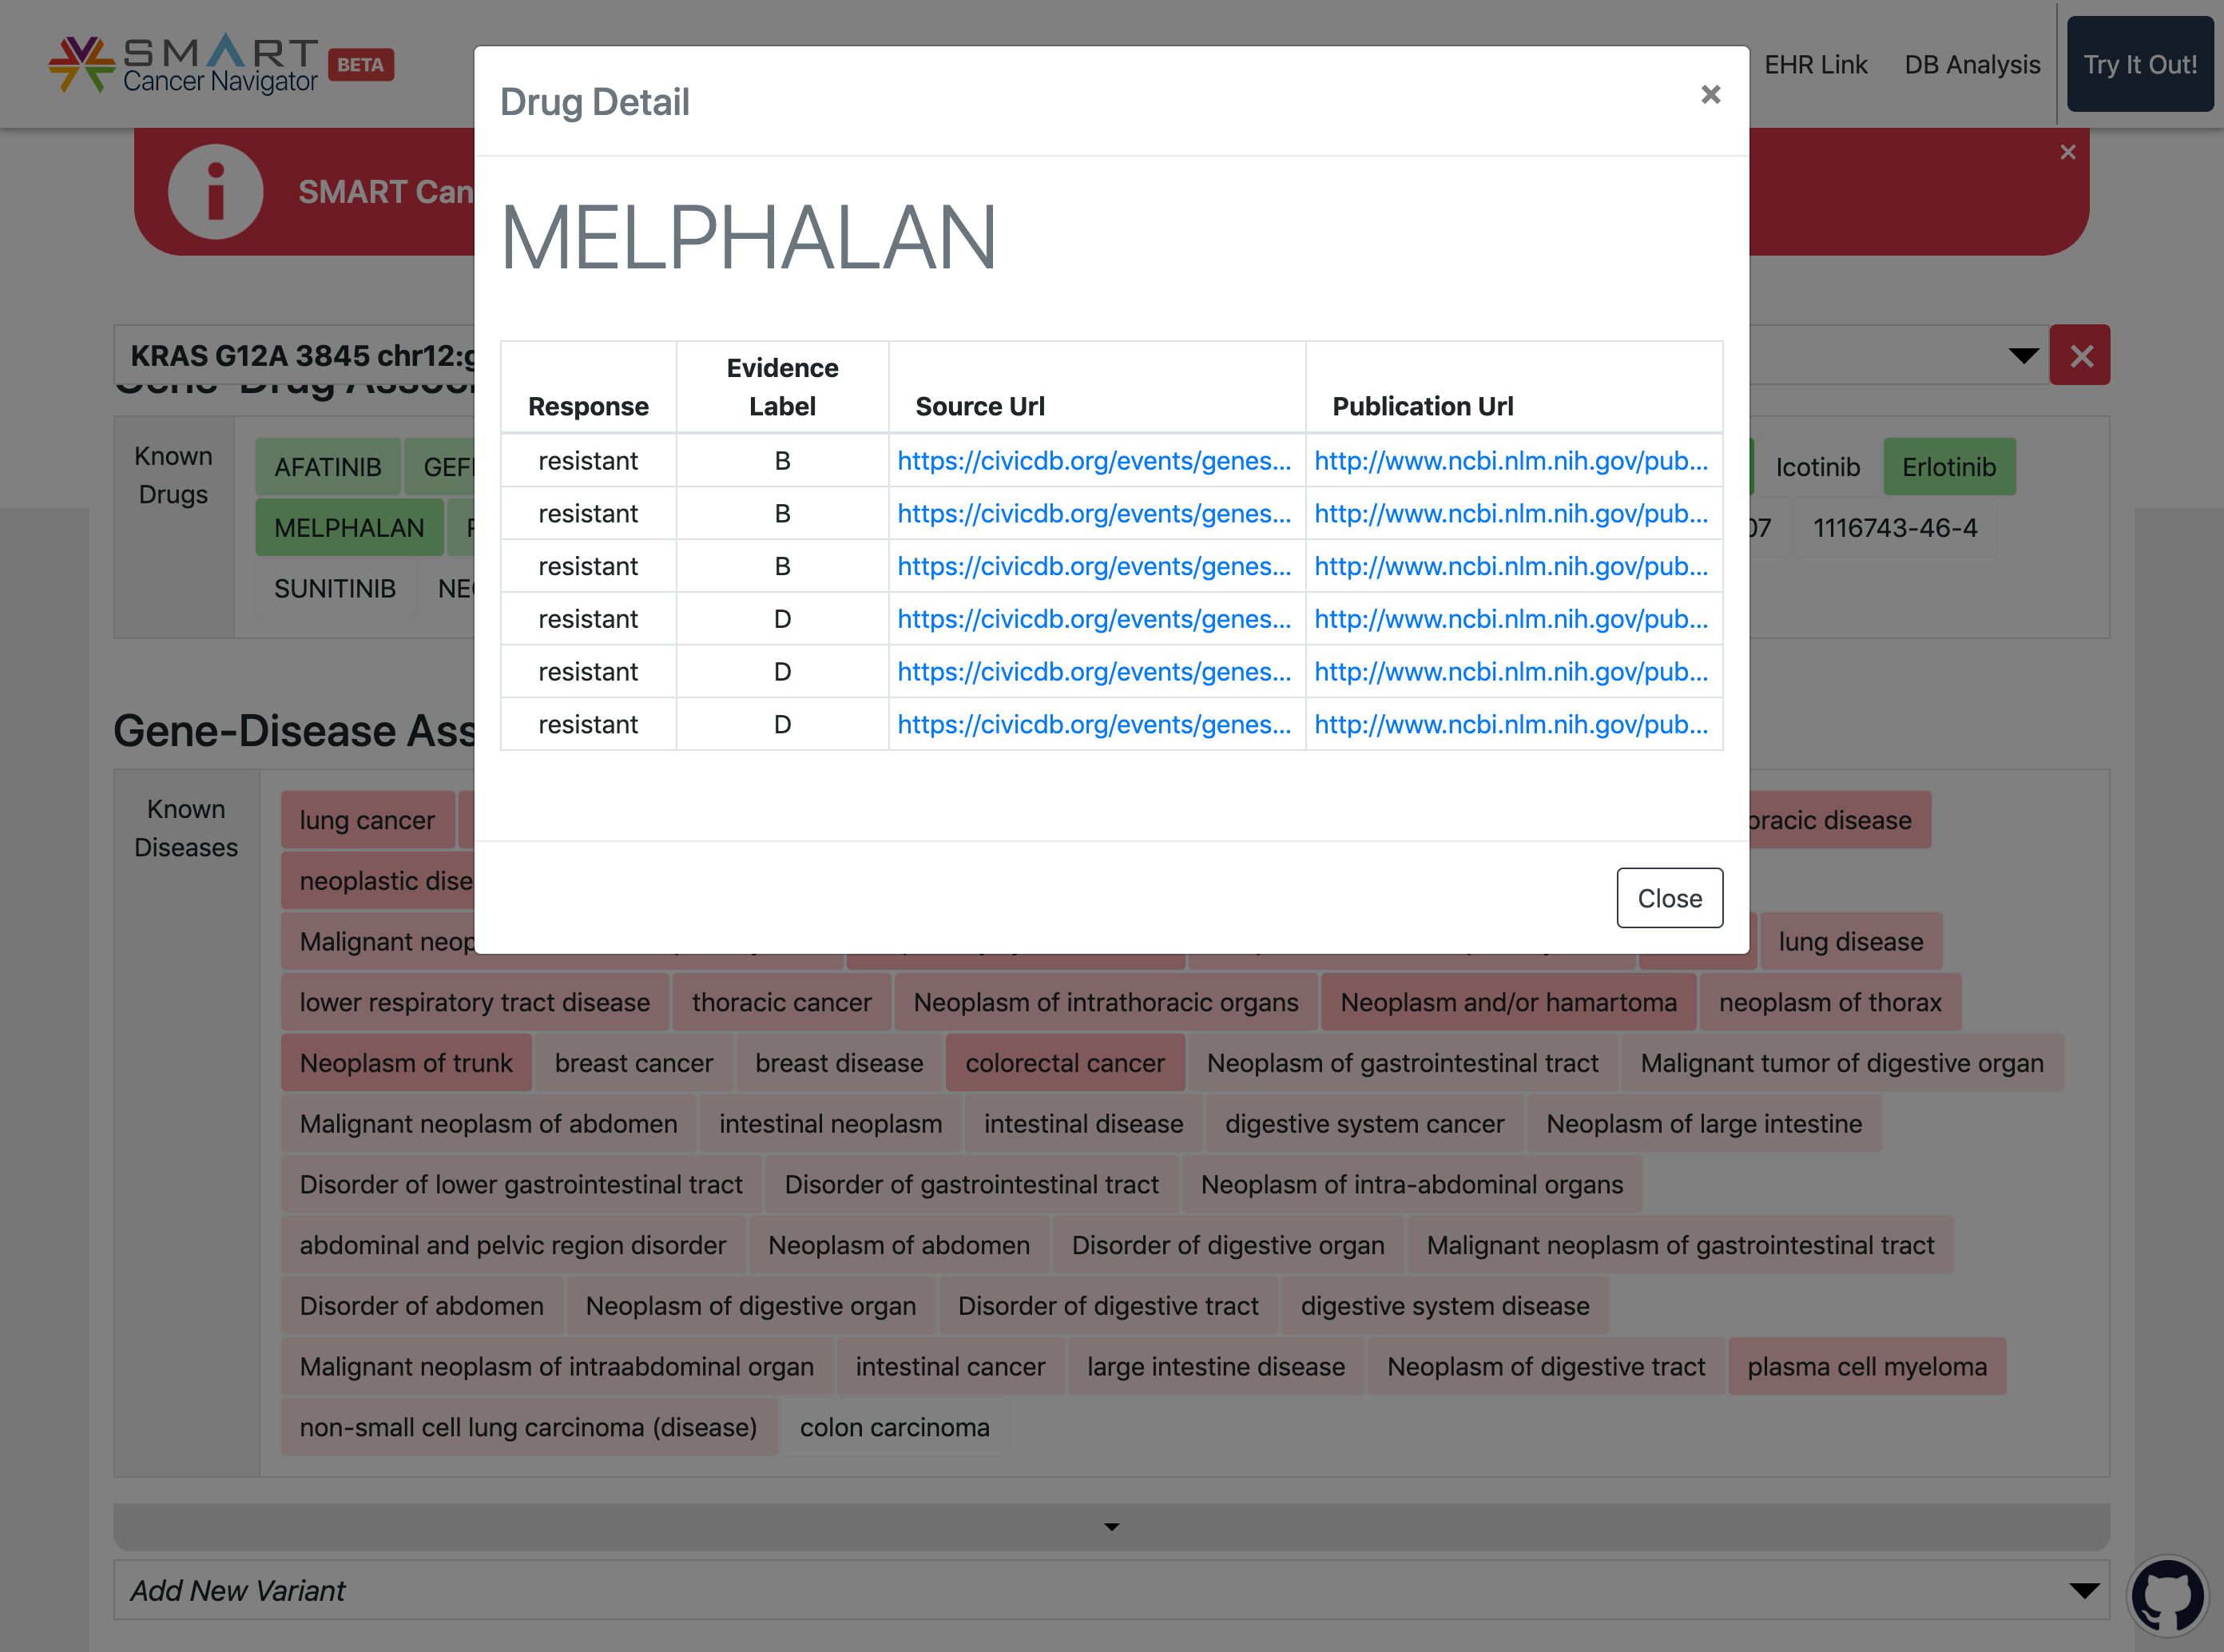 SMART
Cancer Navigator
BETA
EHR Link
DB Analysis
Try It Out!
SMART Can
KRAS G12A 3845 chr12:g
Known
Drugs
AFATINIB
Icotinib
Erlotinib
MELPHALAN
07
1116743-46-4
SUNITINIB
Drug Detail
×
MELPHALAN
Response
Evidence
Label
Source Url
Publication Url
resistant B https://civicdb.org/events/genes... http://www.ncbi.nlm.nih.gov/pub...
resistant B https://civicdb.org/events/genes... http://www.ncbi.nlm.nih.gov/pub...
resistant B https://civicdb.org/events/genes... http://www.ncbi.nlm.nih.gov/pub...
resistant D https://civicdb.org/events/genes... http://www.ncbi.nlm.nih.gov/pub...
resistant D https://civicdb.org/events/genes... http://www.ncbi.nlm.nih.gov/pub...
resistant D https://civicdb.org/events/genes... http://www.ncbi.nlm.nih.gov/pub...
Close
Gene-Disease Ass
Known
Diseases
lung cancer
oracic disease
neoplastic dise
Malignant neop
lung disease
lower respiratory tract disease thoracic cancer Neoplasm of intrathoracic organs Neoplasm and/or hamartoma neoplasm of thorax
Neoplasm of trunk breast cancer breast disease colorectal cancer Neoplasm of gastrointestinal tract Malignant tumor of digestive organ
Malignant neoplasm of abdomen intestinal neoplasm intestinal disease digestive system cancer Neoplasm of large intestine
Disorder of lower gastrointestinal tract Disorder of gastrointestinal tract Neoplasm of intra-abdominal organs
abdominal and pelvic region disorder Neoplasm of abdomen Disorder of digestive organ Malignant neoplasm of gastrointestinal tract
Disorder of abdomen Neoplasm of digestive organ Disorder of digestive tract digestive system disease
Malignant neoplasm of intraabdominal organ intestinal cancer large intestine disease Neoplasm of digestive tract plasma cell myeloma
non-small cell lung carcinoma (disease) colon carcinoma
Add New Variant